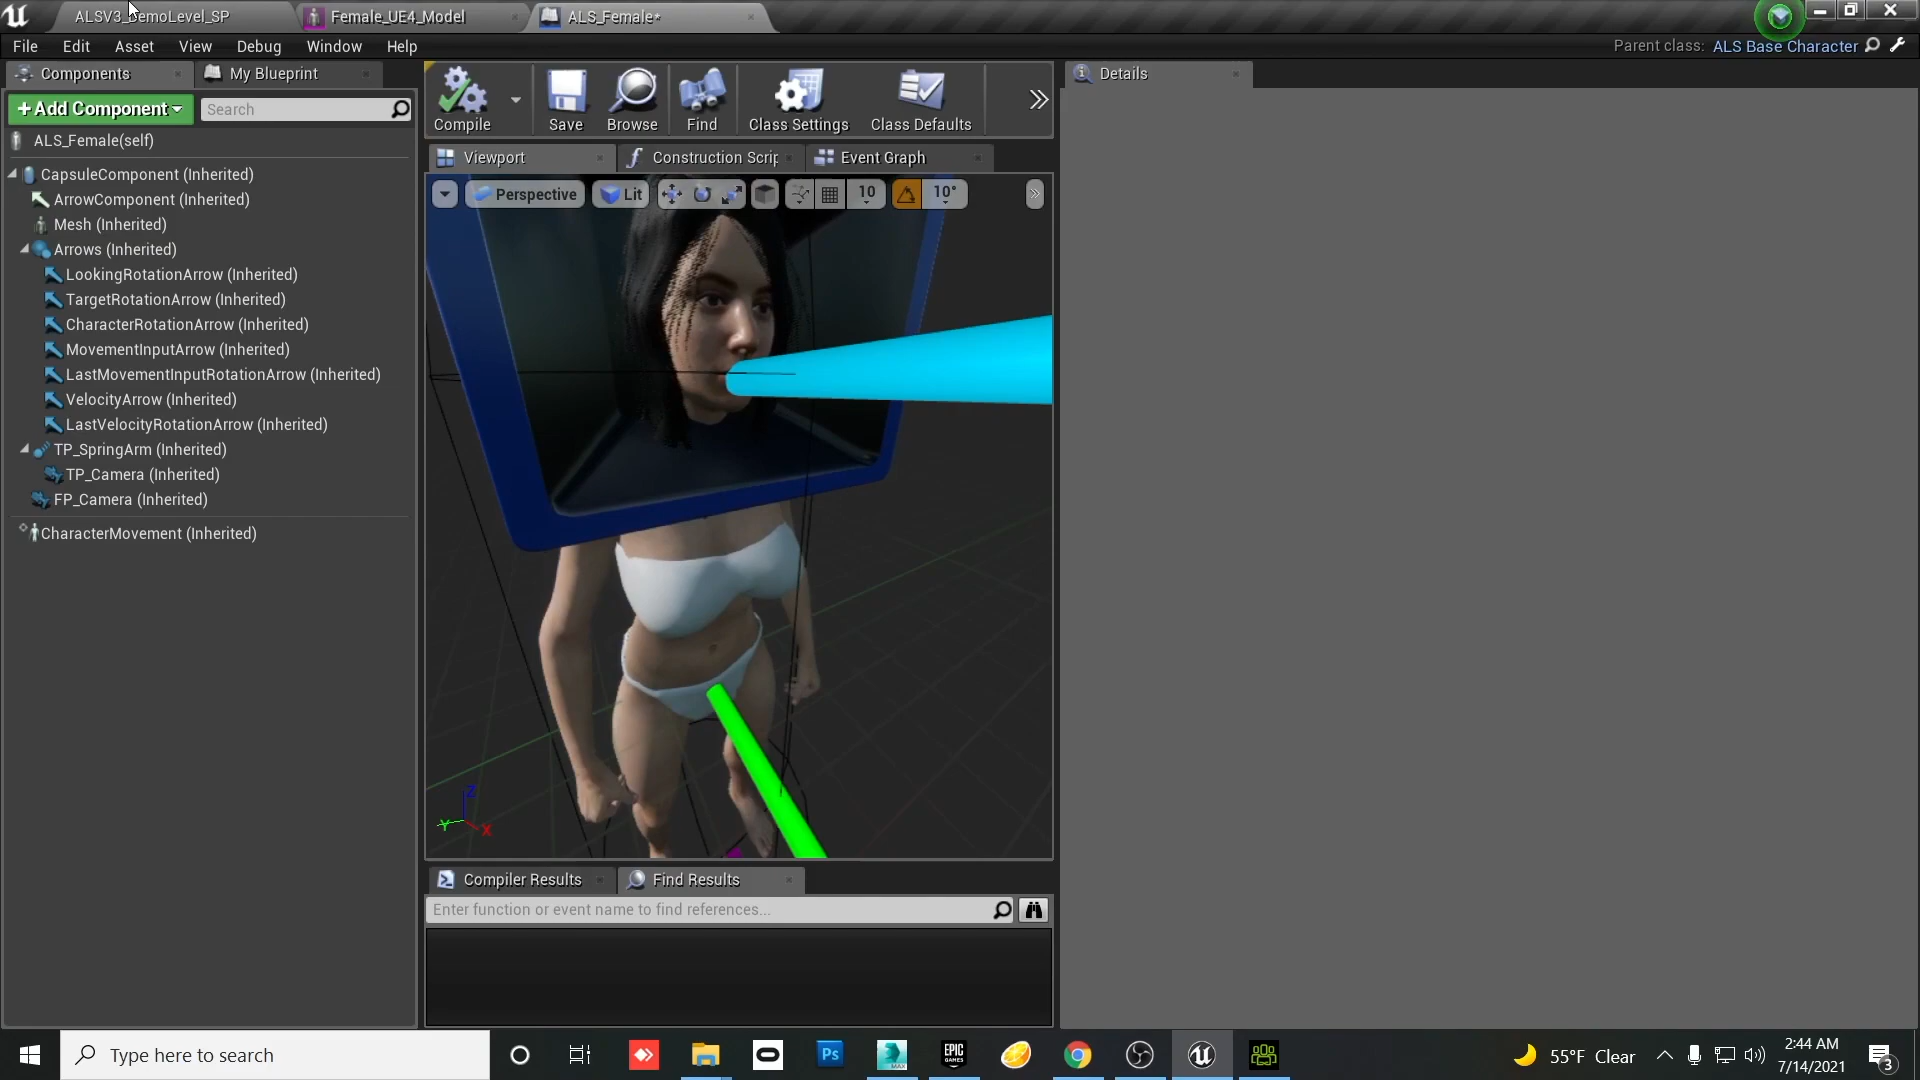 ALSV3_DemoLevel_SP
Female_UE4_Model
ALS_Female*
File Edit Asset View Debug Window Help
Parent class: ALS Base Character
Components
My Blueprint
Details
+Add Component
Search
Compile
Save
Browse
Find
Class Settings
Class Defaults
ALS_Female(self)
Viewport
Construction Scrip
Event Graph
CapsuleComponent (Inherited)
Perspective
Lit
10
10°
ArrowComponent (Inherited)
Mesh (Inherited)
Arrows (Inherited)
LookingRotationArrow (Inherited)
TargetRotationArrow (Inherited)
CharacterRotationArrow (Inherited)
MovementInputArrow (Inherited)
LastMovementInputRotationArrow (Inherited)
VelocityArrow (Inherited)
LastVelocityRotationArrow (Inherited)
TP_SpringArm (Inherited)
TP_Camera (Inherited)
FP_Camera (Inherited)
CharacterMovement (Inherited)
Z
Y
X
Compiler Results
Find Results
Enter function or event name to find references...
Type here to search
Ps
MAX
EPIC
GAMES
55°F Clear
2:44 AM
7/14/2021
3